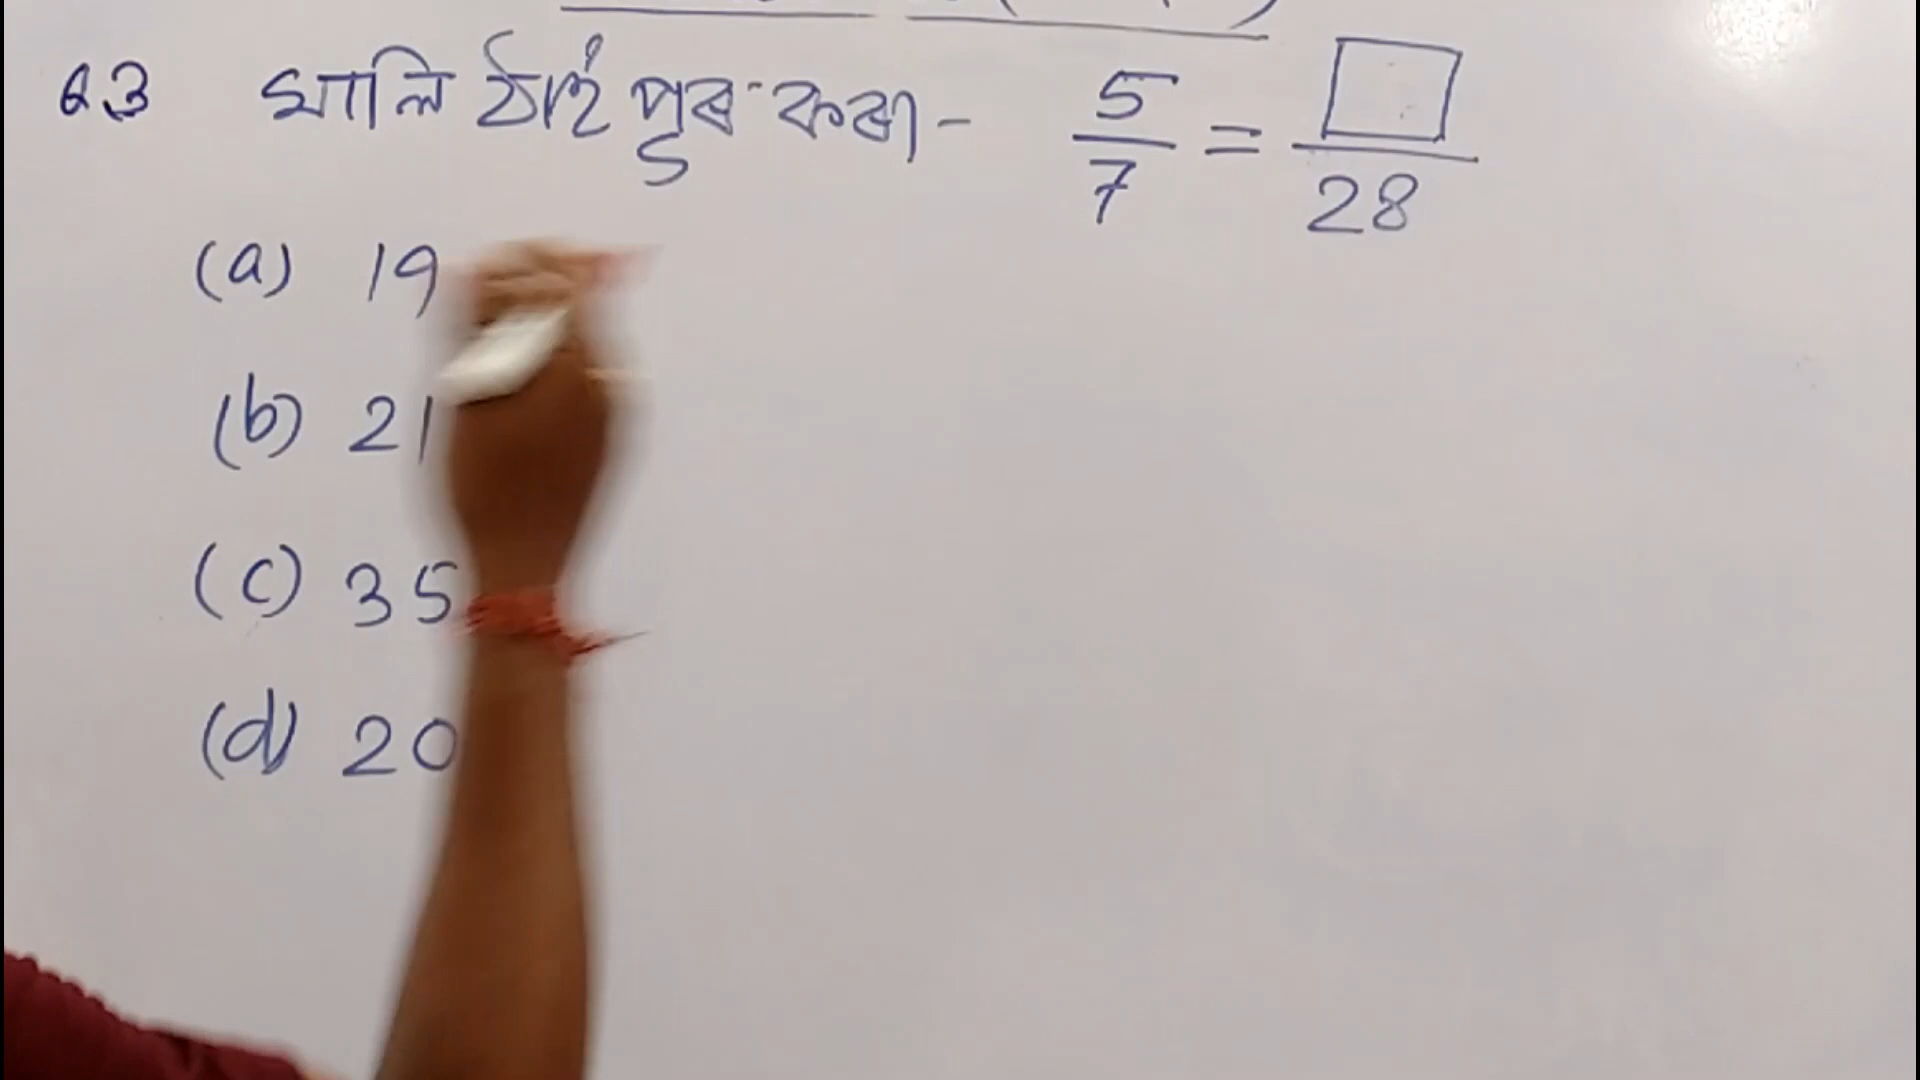 Q3 খালি ঠাই পুৰ কৰা - 5/7 = □/28
(a) 19
(b) 21
(c) 35
(d) 20